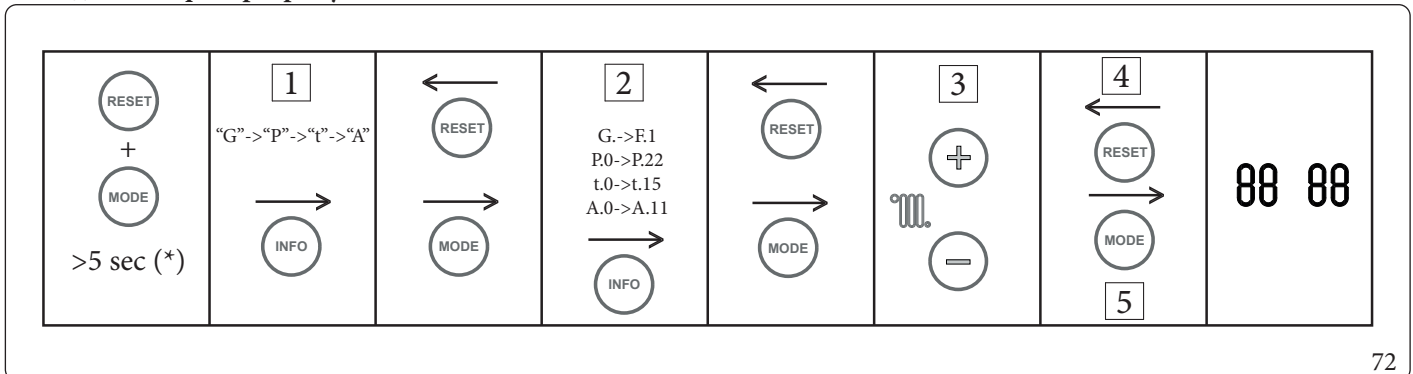 RESET
+
MODE
>5 sec (*)
1
“G”->“P”->“t”->“A”
INFO
RESET
MODE
2
G.->F.1
P.0->P.22
t.0->t.15
A.0->A.11
INFO
RESET
MODE
3
+
−
4
RESET
MODE
5
88 88
72